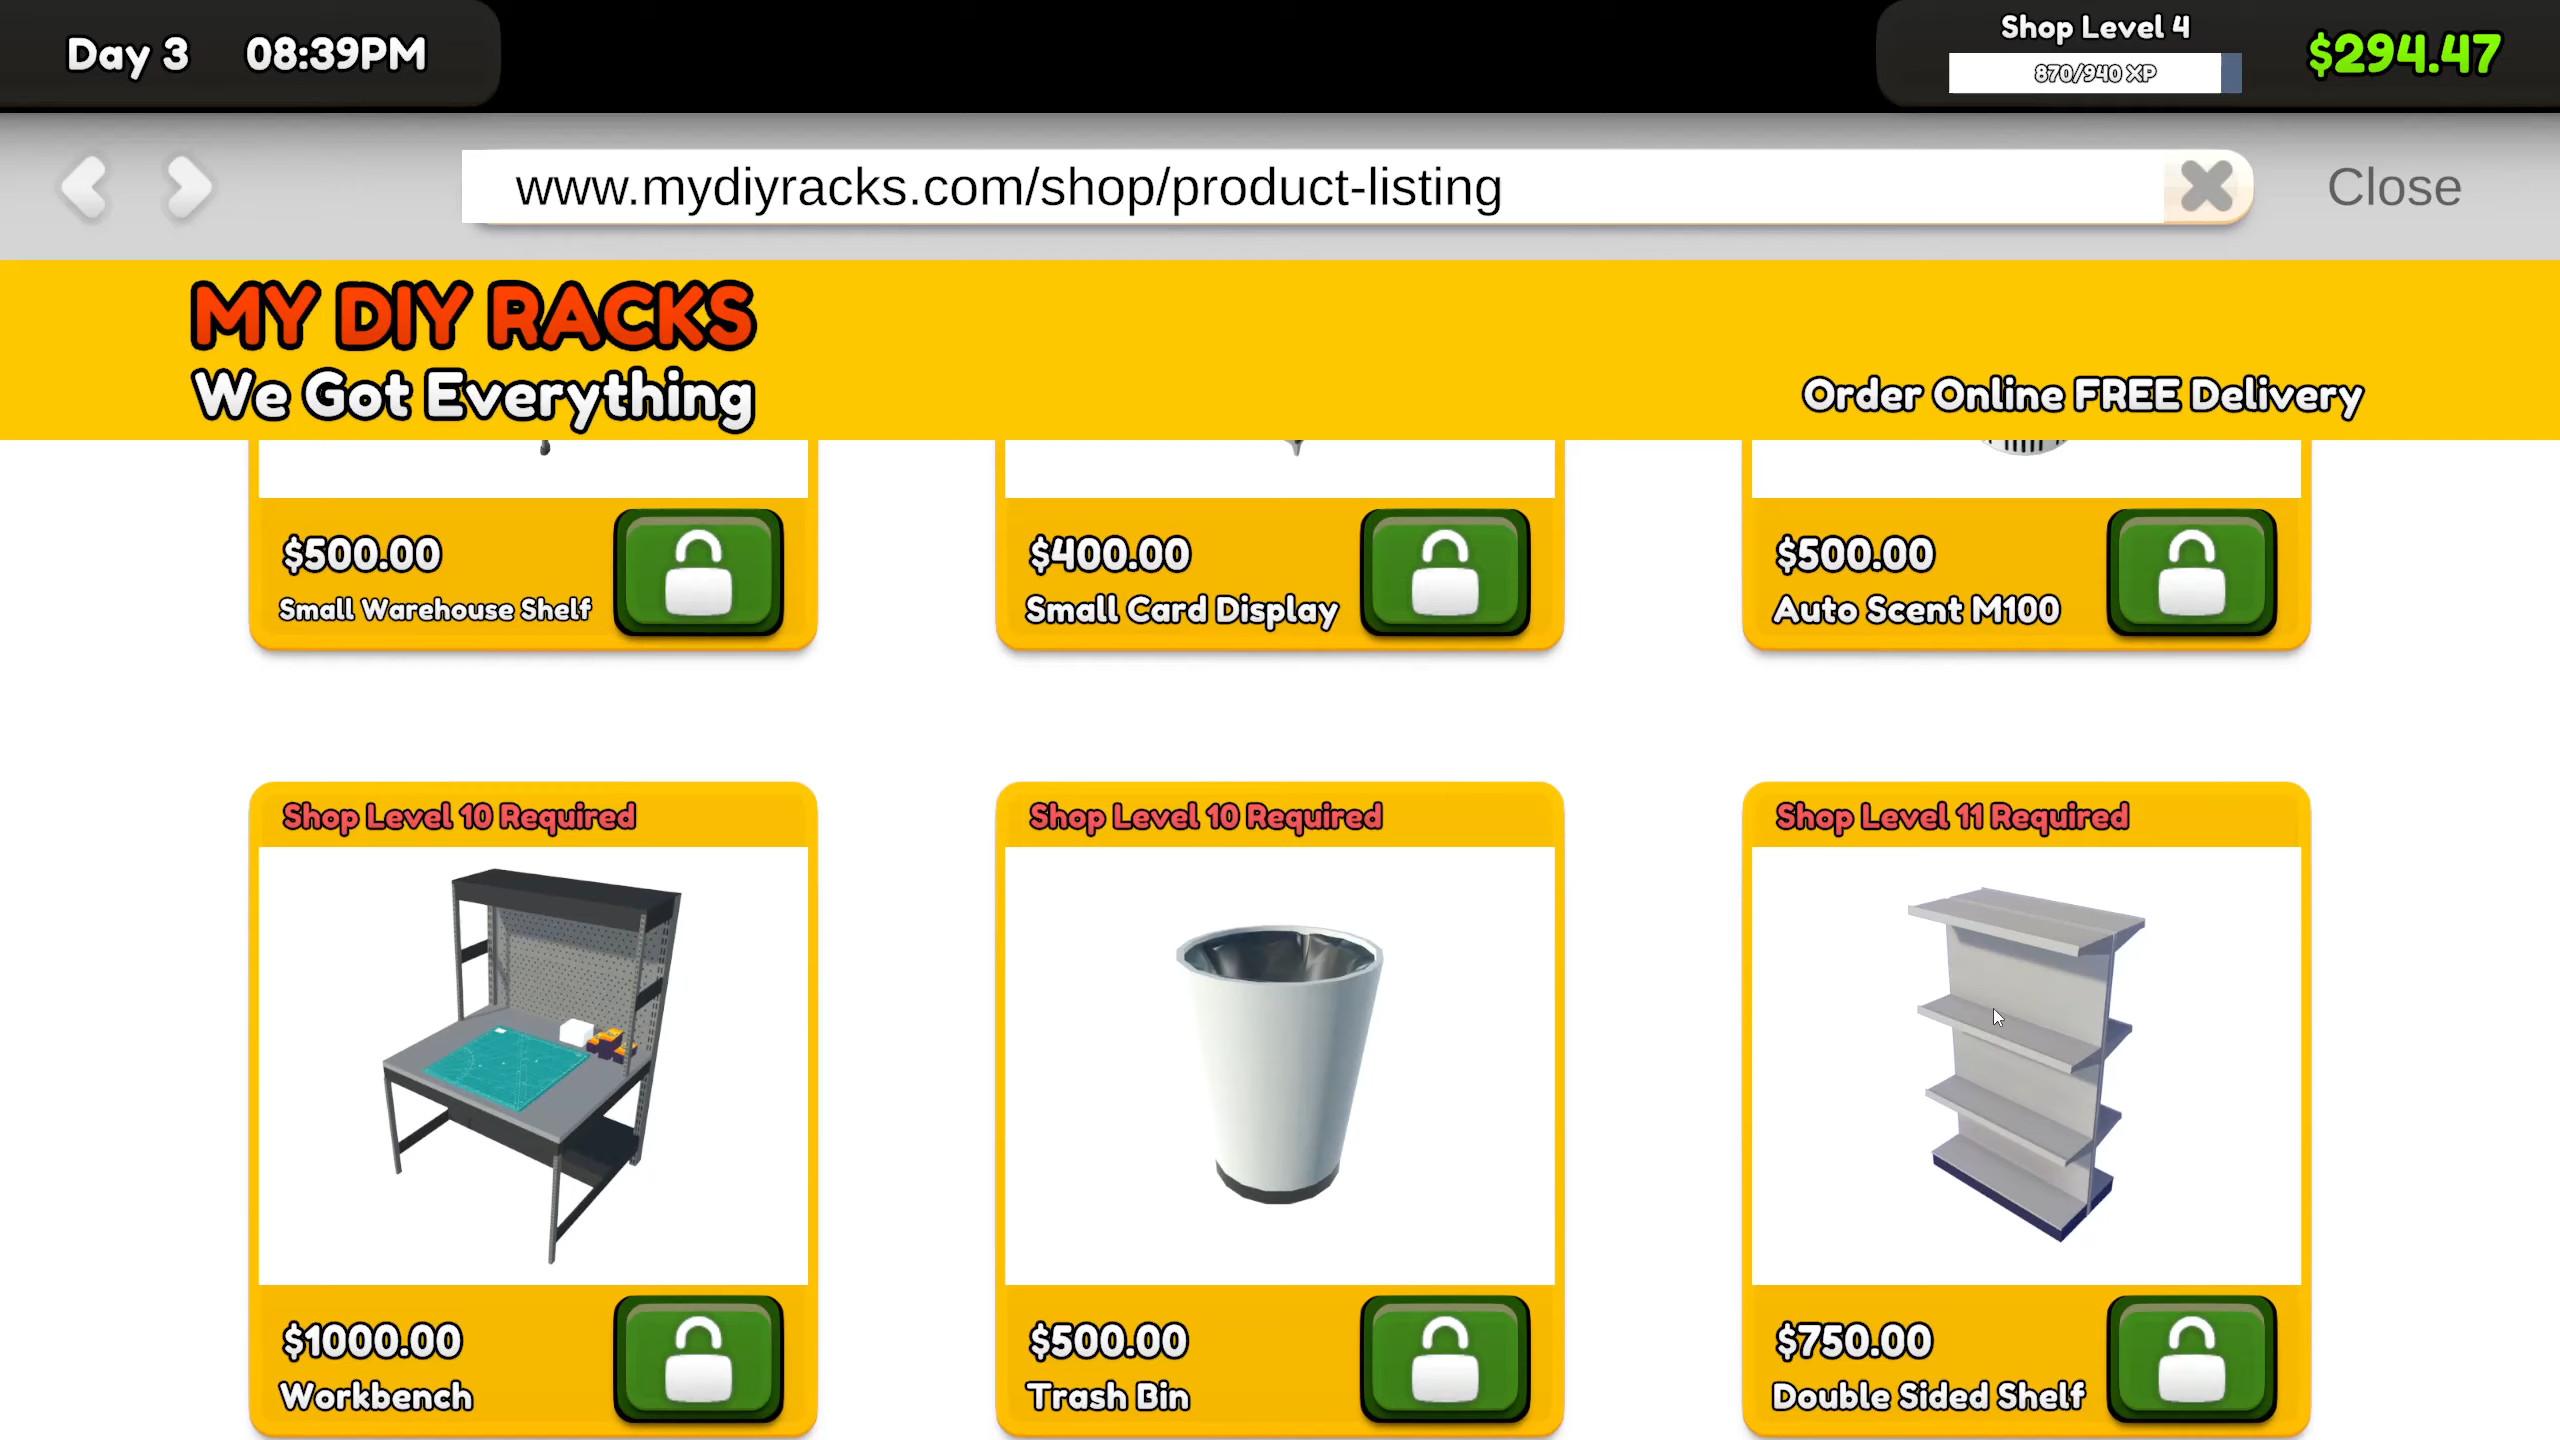 Day 3 08:39PM
Shop Level 4
870/940 XP
$294.47
www.mydiyracks.com/shop/product-listing
Close
MY DIY RACKS
We Got Everything
Order Online FREE Delivery
$500.00
Small Warehouse Shelf
$400.00
Small Card Display
$500.00
Auto Scent M100
Shop Level 10 Required
$1000.00
Workbench
Shop Level 10 Required
$500.00
Trash Bin
Shop Level 11 Required
$750.00
Double Sided Shelf